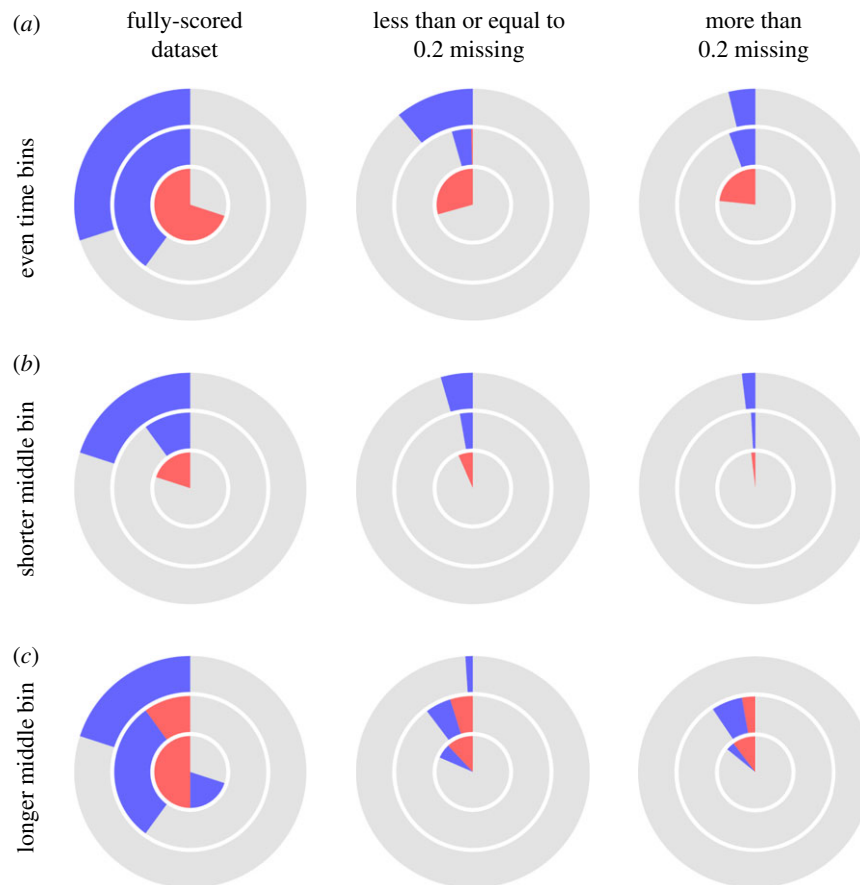 (a)
fully-scored
dataset
less than or equal to
0.2 missing
more than
0.2 missing
even time bins
(b)
shorter middle bin
(c)
longer middle bin